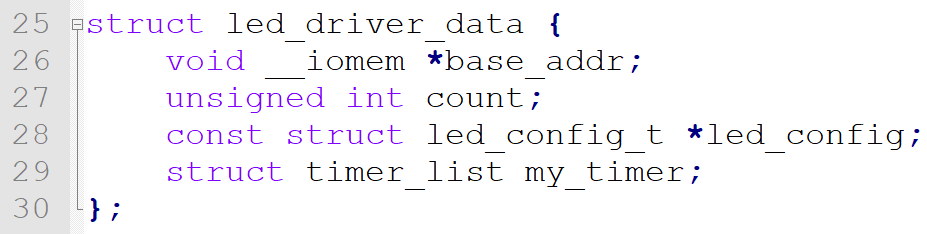 25 struct led_driver_data {
26     void __iomem *base_addr;
27     unsigned int count;
28     const struct led_config_t *led_config;
29     struct timer_list my_timer;
30 };